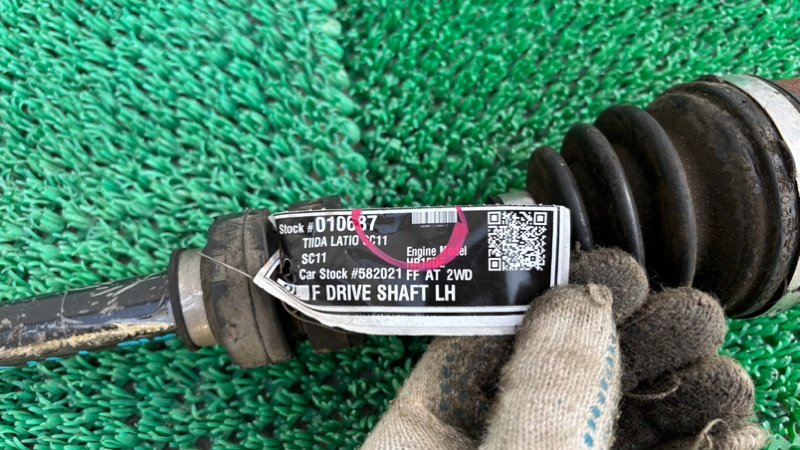 Stock # 010687
TIIDA LATIO SC11
SC11
Engine Model
Car Stock #582021 FF AT 2WD
F DRIVE SHAFT LH